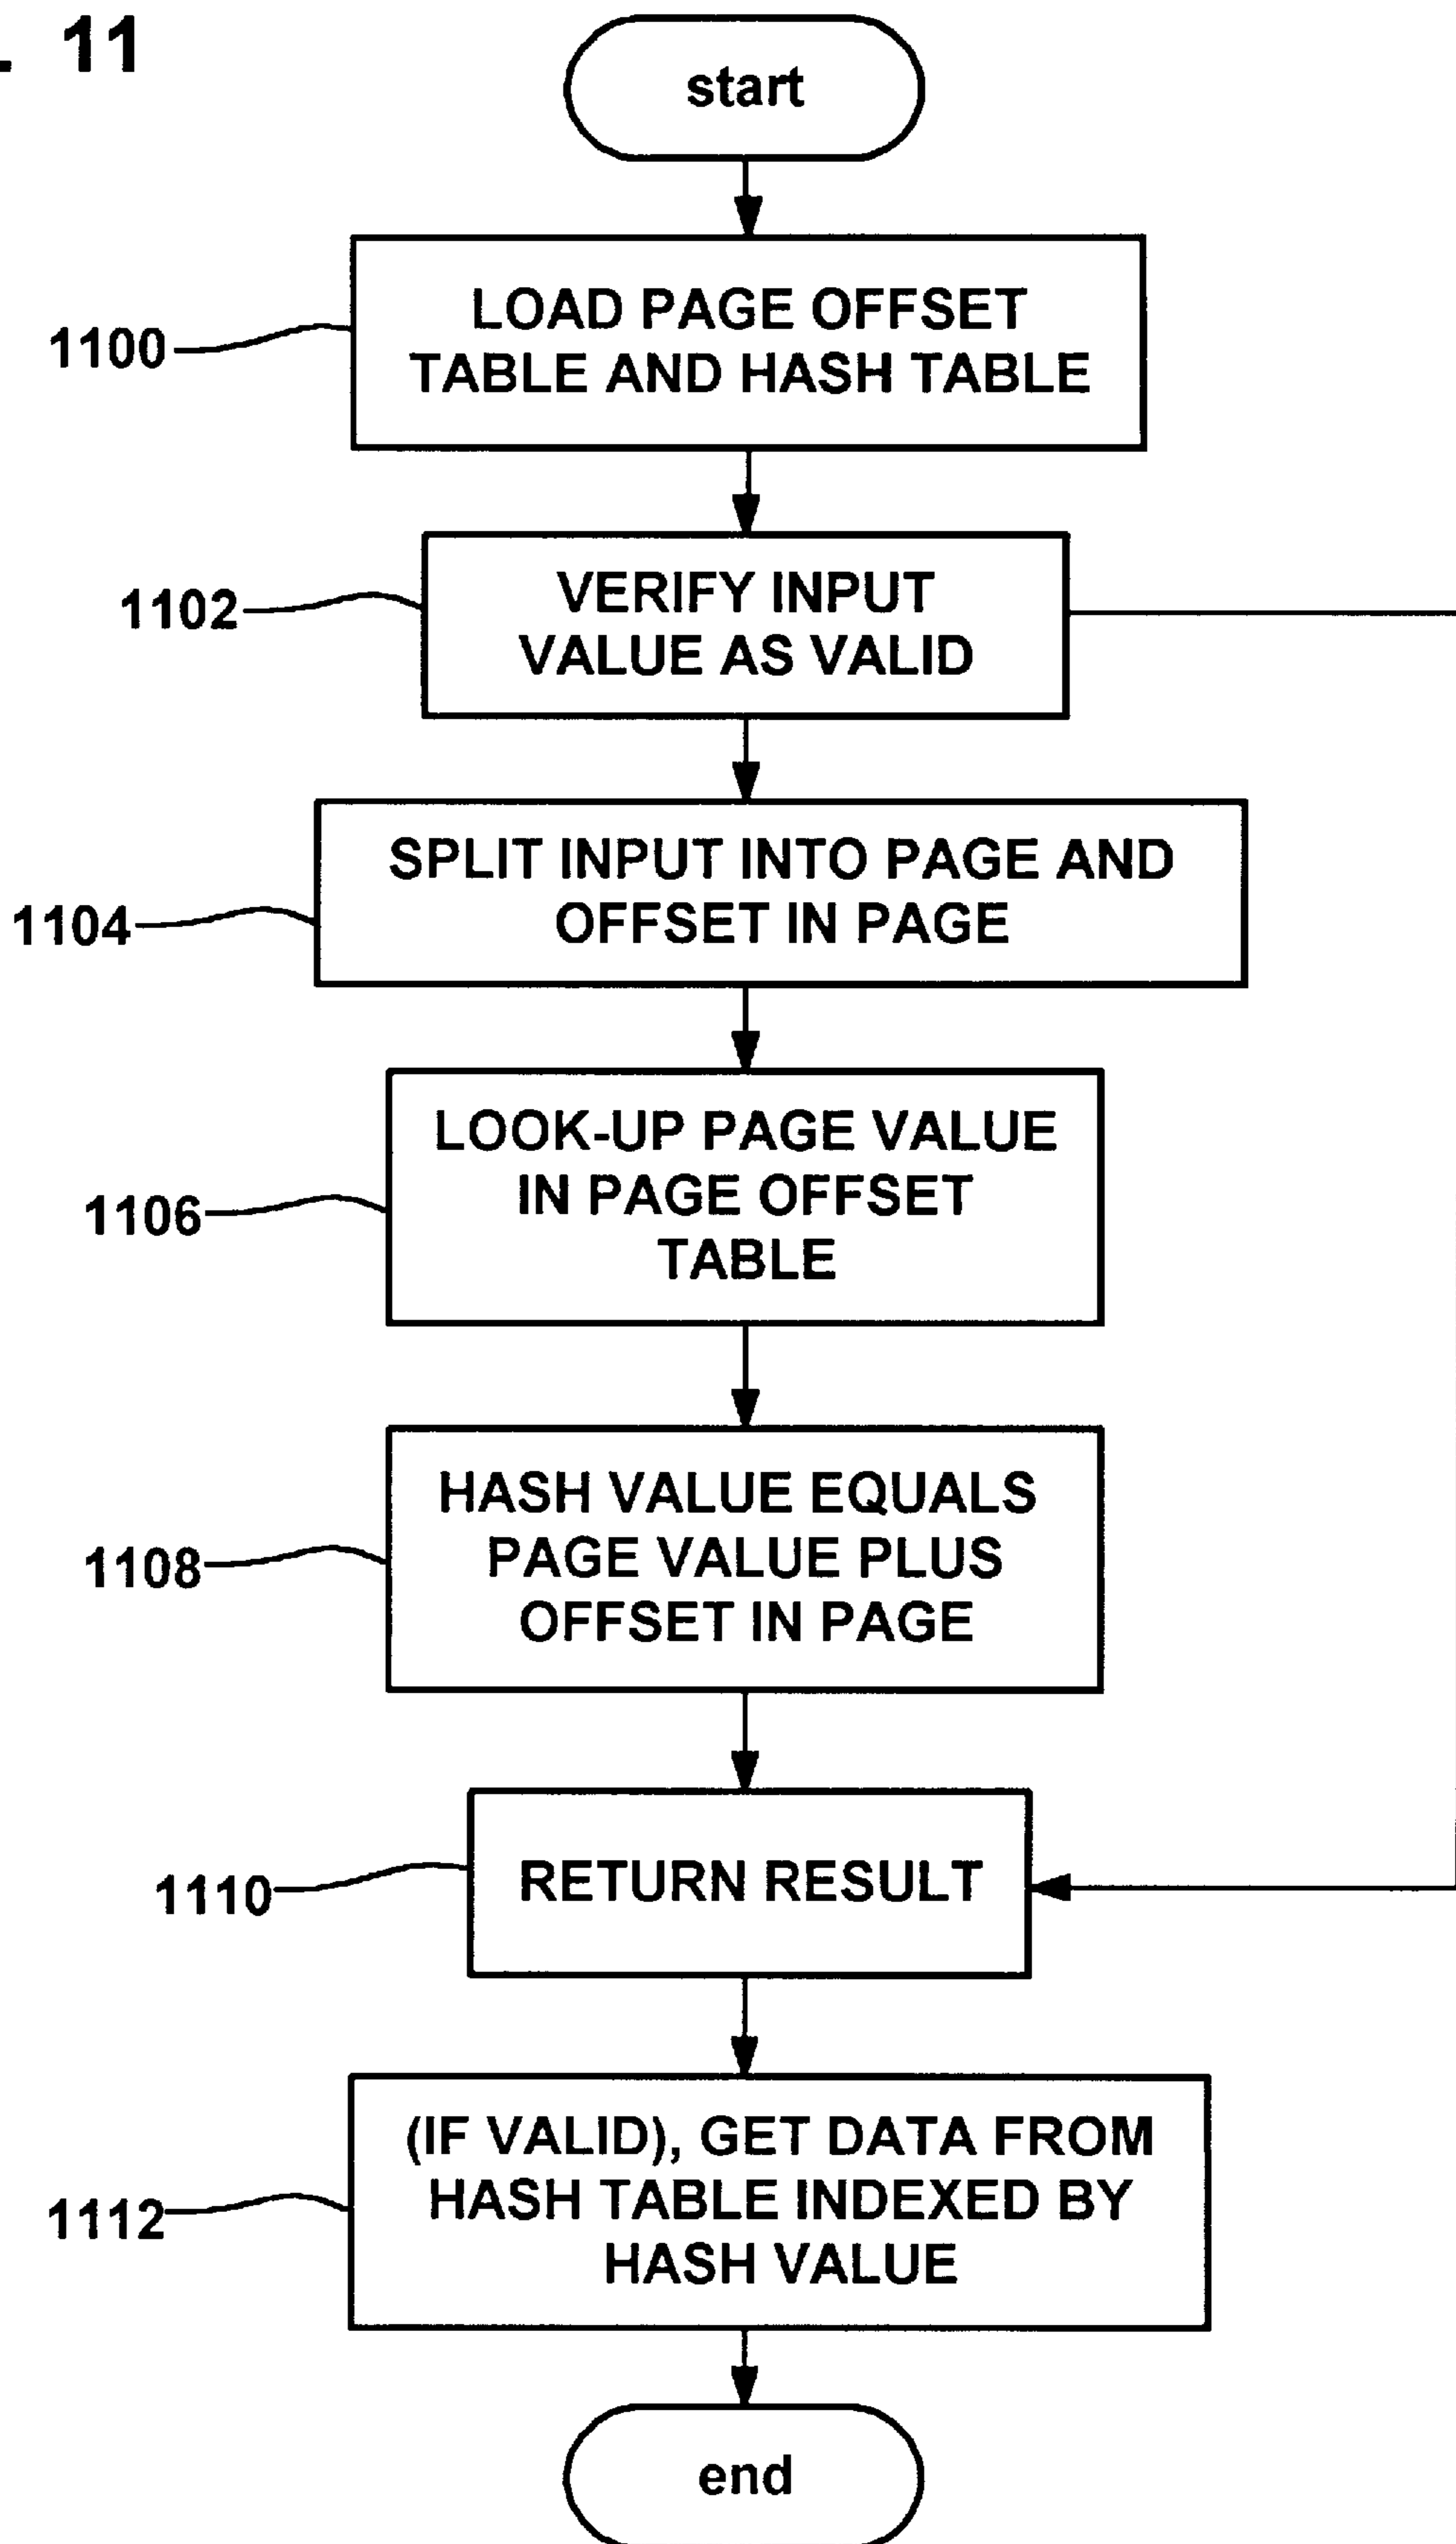 11
start
LOAD PAGE OFFSET
TABLE AND HASH TABLE
1100
VERIFY INPUT
VALUE AS VALID
1102
SPLIT INPUT INTO PAGE AND
OFFSET IN PAGE
1104
LOOK-UP PAGE VALUE
IN PAGE OFFSET
TABLE
1106
HASH VALUE EQUALS
PAGE VALUE PLUS
OFFSET IN PAGE
1108
RETURN RESULT
1110
(IF VALID), GET DATA FROM
HASH TABLE INDEXED BY
HASH VALUE
1112
end